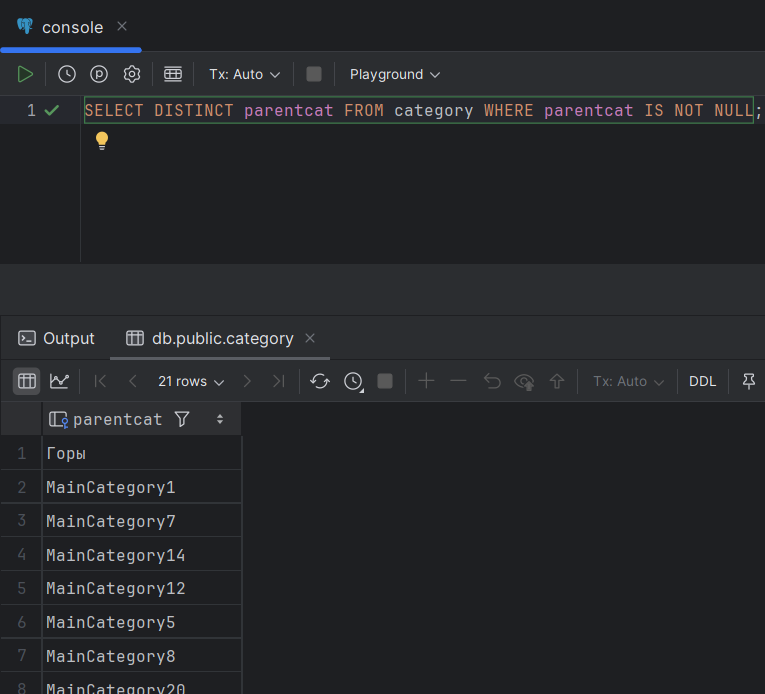 console
Tx: Auto Playground
1 SELECT DISTINCT parentcat FROM category WHERE parentcat IS NOT NULL;
Output db.public.category
21 rows Tx: Auto DDL
parentcat
1 Горы
2 MainCategory1
3 MainCategory7
4 MainCategory14
5 MainCategory12
6 MainCategory5
7 MainCategory8
8 MainCategory20